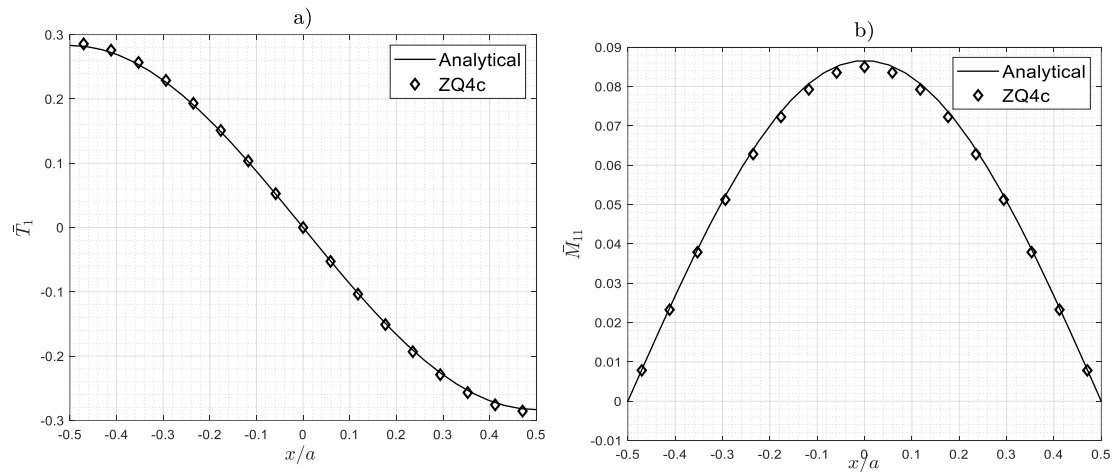 a)
0.3
0.2
0.1
0
-0.1
-0.2
-0.3
T̄₁
-0.5 -0.4 -0.3 -0.2 -0.1 0 0.1 0.2 0.3 0.4 0.5
x/a
Analytical
ZQ4c
b)
0.09
0.08
0.07
0.06
0.05
0.04
0.03
0.02
0.01
0
-0.01
M̄₁₁
-0.5 -0.4 -0.3 -0.2 -0.1 0 0.1 0.2 0.3 0.4 0.5
x/a
Analytical
ZQ4c